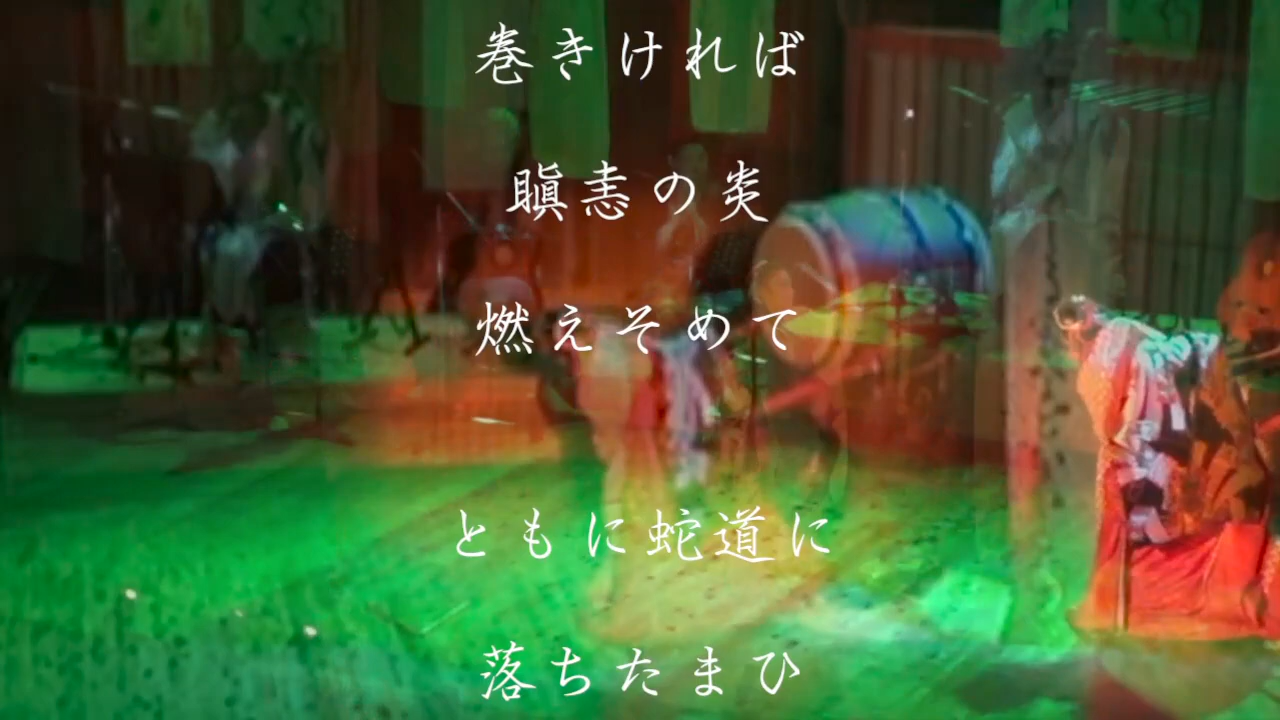 巻きければ
瞋恚の炎
燃えそめて
ともに蛇道に
落ちたまひ